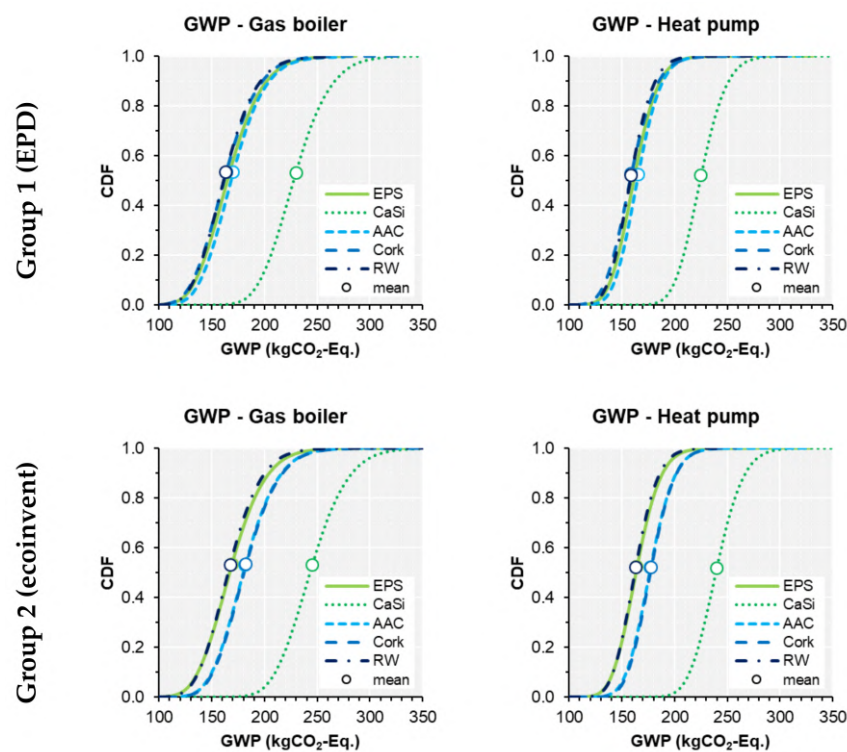 GWP - Gas boiler
GWP - Heat pump
Group 1 (EPD)
CDF
1.0
0.8
0.6
0.4
0.2
0.0
EPS
CaSi
AAC
Cork
RW
mean
100 150 200 250 300 350
GWP (kgCO₂-Eq.)
CDF
1.0
0.8
0.6
0.4
0.2
0.0
EPS
CaSi
AAC
Cork
RW
mean
100 150 200 250 300 350
GWP (kgCO₂-Eq.)
GWP - Gas boiler
GWP - Heat pump
Group 2 (ecoinvent)
CDF
1.0
0.8
0.6
0.4
0.2
0.0
EPS
CaSi
AAC
Cork
RW
mean
100 150 200 250 300 350
GWP (kgCO₂-Eq.)
CDF
1.0
0.8
0.6
0.4
0.2
0.0
EPS
CaSi
AAC
Cork
RW
mean
100 150 200 250 300 350
GWP (kgCO₂-Eq.)